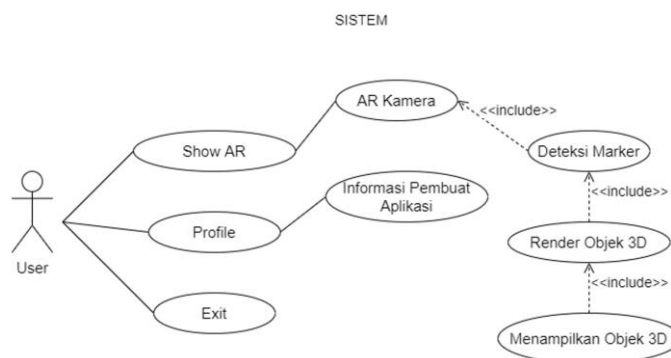 SISTEM
AR Kamera
<<include>>
Show AR
Deteksi Marker
Informasi Pembuat
Aplikasi
<<include>>
Profile
Render Objek 3D
User
<<include>>
Exit
Menampilkan Objek 3D